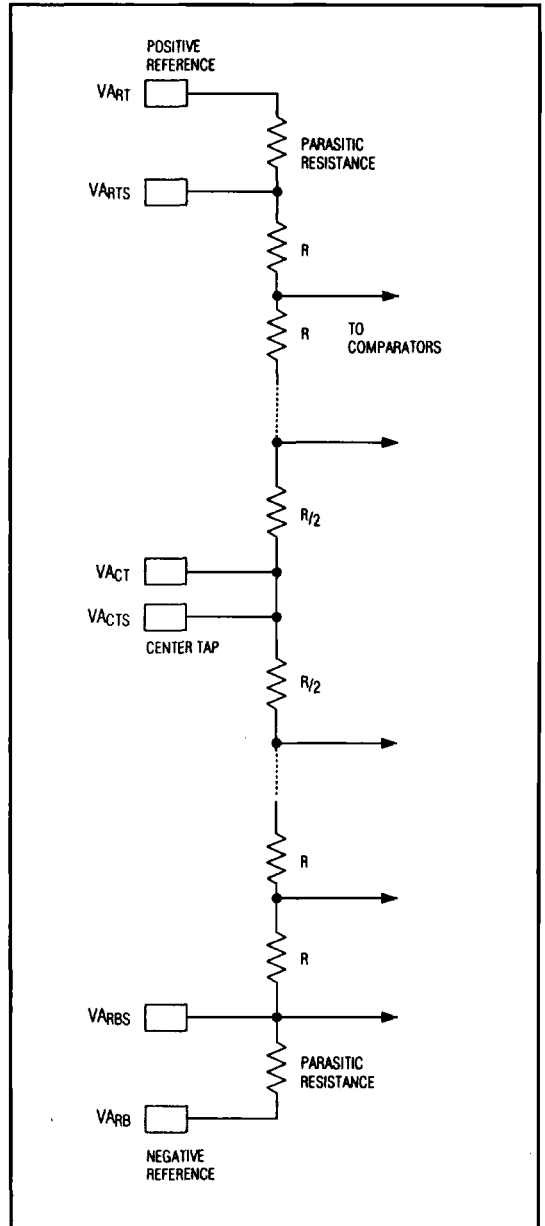 POSITIVE
REFERENCE
VART
PARASITIC
RESISTANCE
VARTS
R
R
TO
COMPARATORS
R/2
VACT
VACTS
CENTER TAP
R/2
R
R
VARBS
PARASITIC
RESISTANCE
VARB
NEGATIVE
REFERENCE